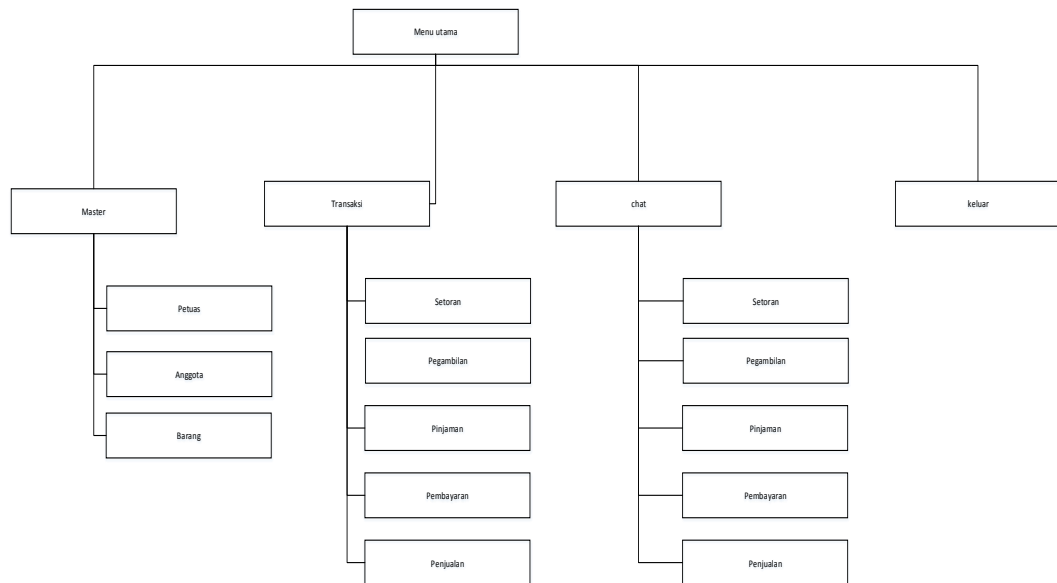 Menu utama
Master
Transaksi
chat
keluar
Petuas
Anggota
Barang
Setoran
Pegambilan
Pinjaman
Pembayaran
Penjualan
Setoran
Pegambilan
Pinjaman
Pembayaran
Penjualan